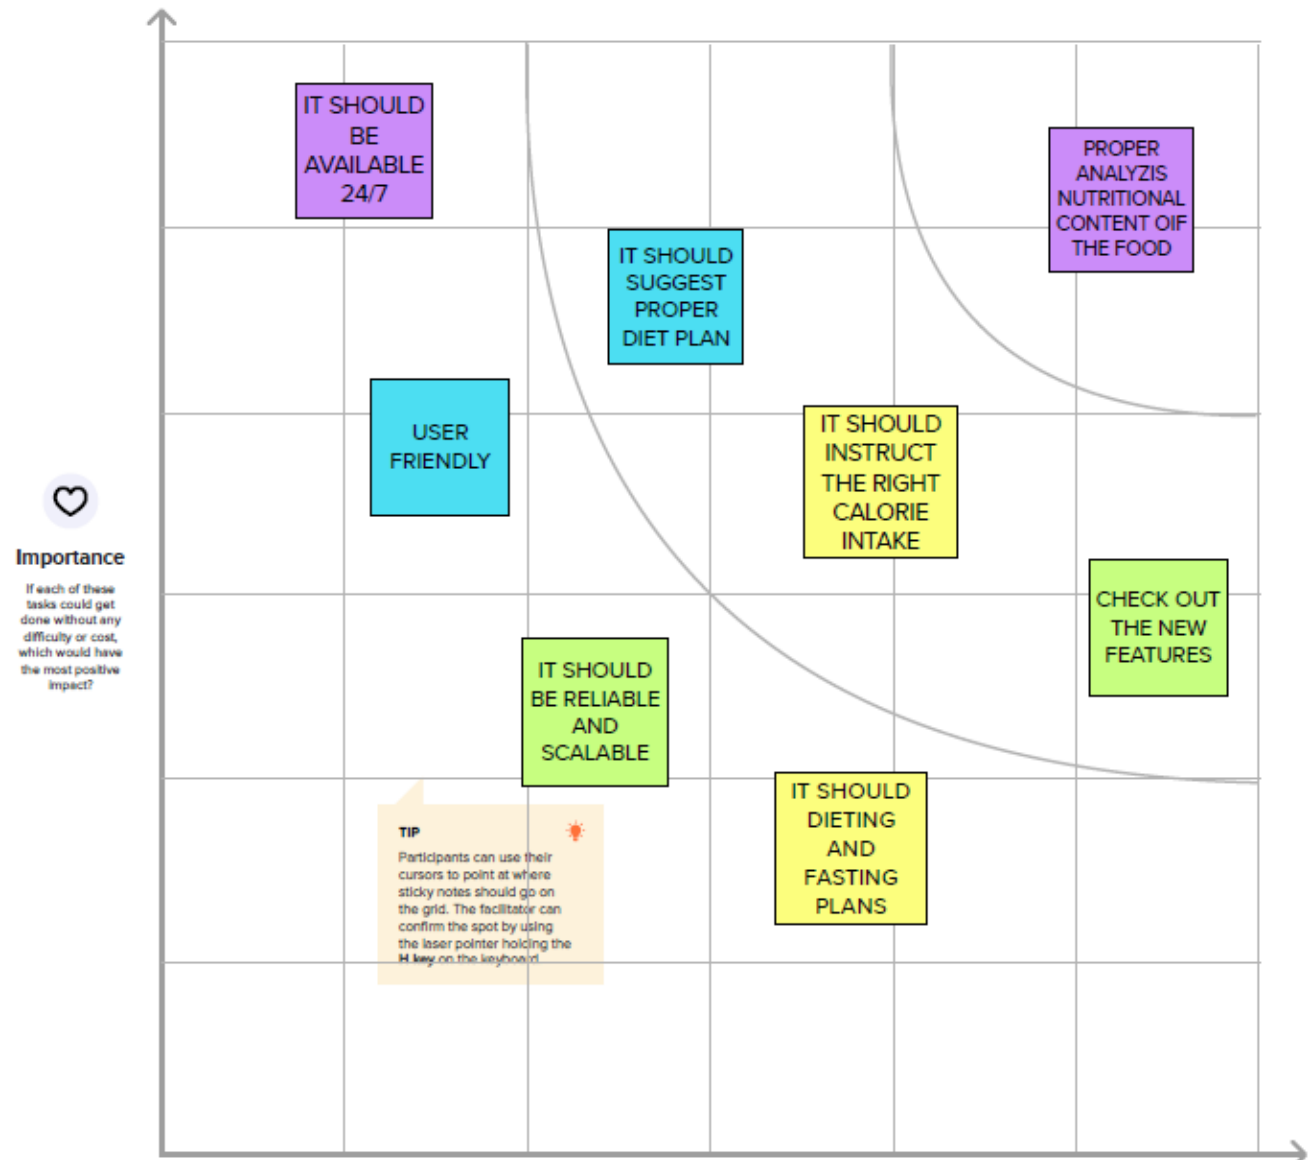 IT SHOULD
BE
AVAILABLE
24/7
PROPER
ANALYZIS
NUTRITIONAL
CONTENT OIF
THE FOOD
IT SHOULD
SUGGEST
PROPER
DIET PLAN
USER
FRIENDLY
IT SHOULD
INSTRUCT
THE RIGHT
CALORIE
INTAKE
Importance
If each of these
tasks could get
done without any
difficulty or cost,
which would have
the most positive
impact?
CHECK OUT
THE NEW
FEATURES
IT SHOULD
BE RELIABLE
AND
SCALABLE
IT SHOULD
DIETING
AND
FASTING
PLANS
TIP
Participants can use their
cursors to point at where
sticky notes should go on
the grid. The facilitator can
confirm the spot by using
the laser pointer holding the
H key on the keyboard